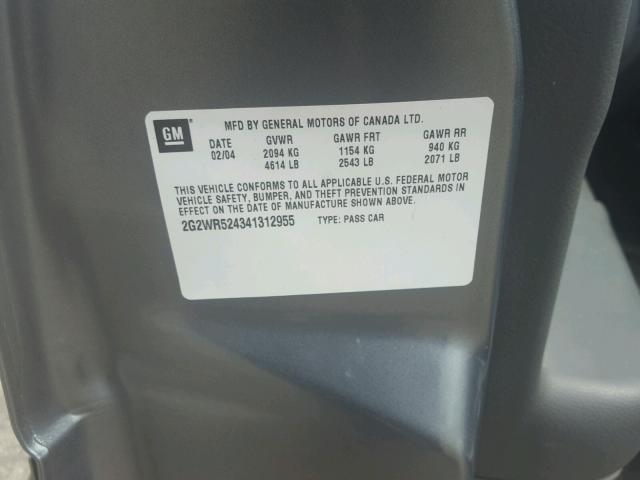 GM
MFD BY GENERAL MOTORS OF CANADA LTD.
DATE GVWR GAWR FRT GAWR RR
02/04 2094 KG 1154 KG 940 KG
4614 LB 2543 LB 2071 LB
THIS VEHICLE CONFORMS TO ALL APPLICABLE U.S. FEDERAL MOTOR
VEHICLE SAFETY, BUMPER, AND THEFT PREVENTION STANDARDS IN
EFFECT ON THE DATE OF MANUFACTURE SHOWN ABOVE.
2G2WR524341312955 TYPE: PASS CAR